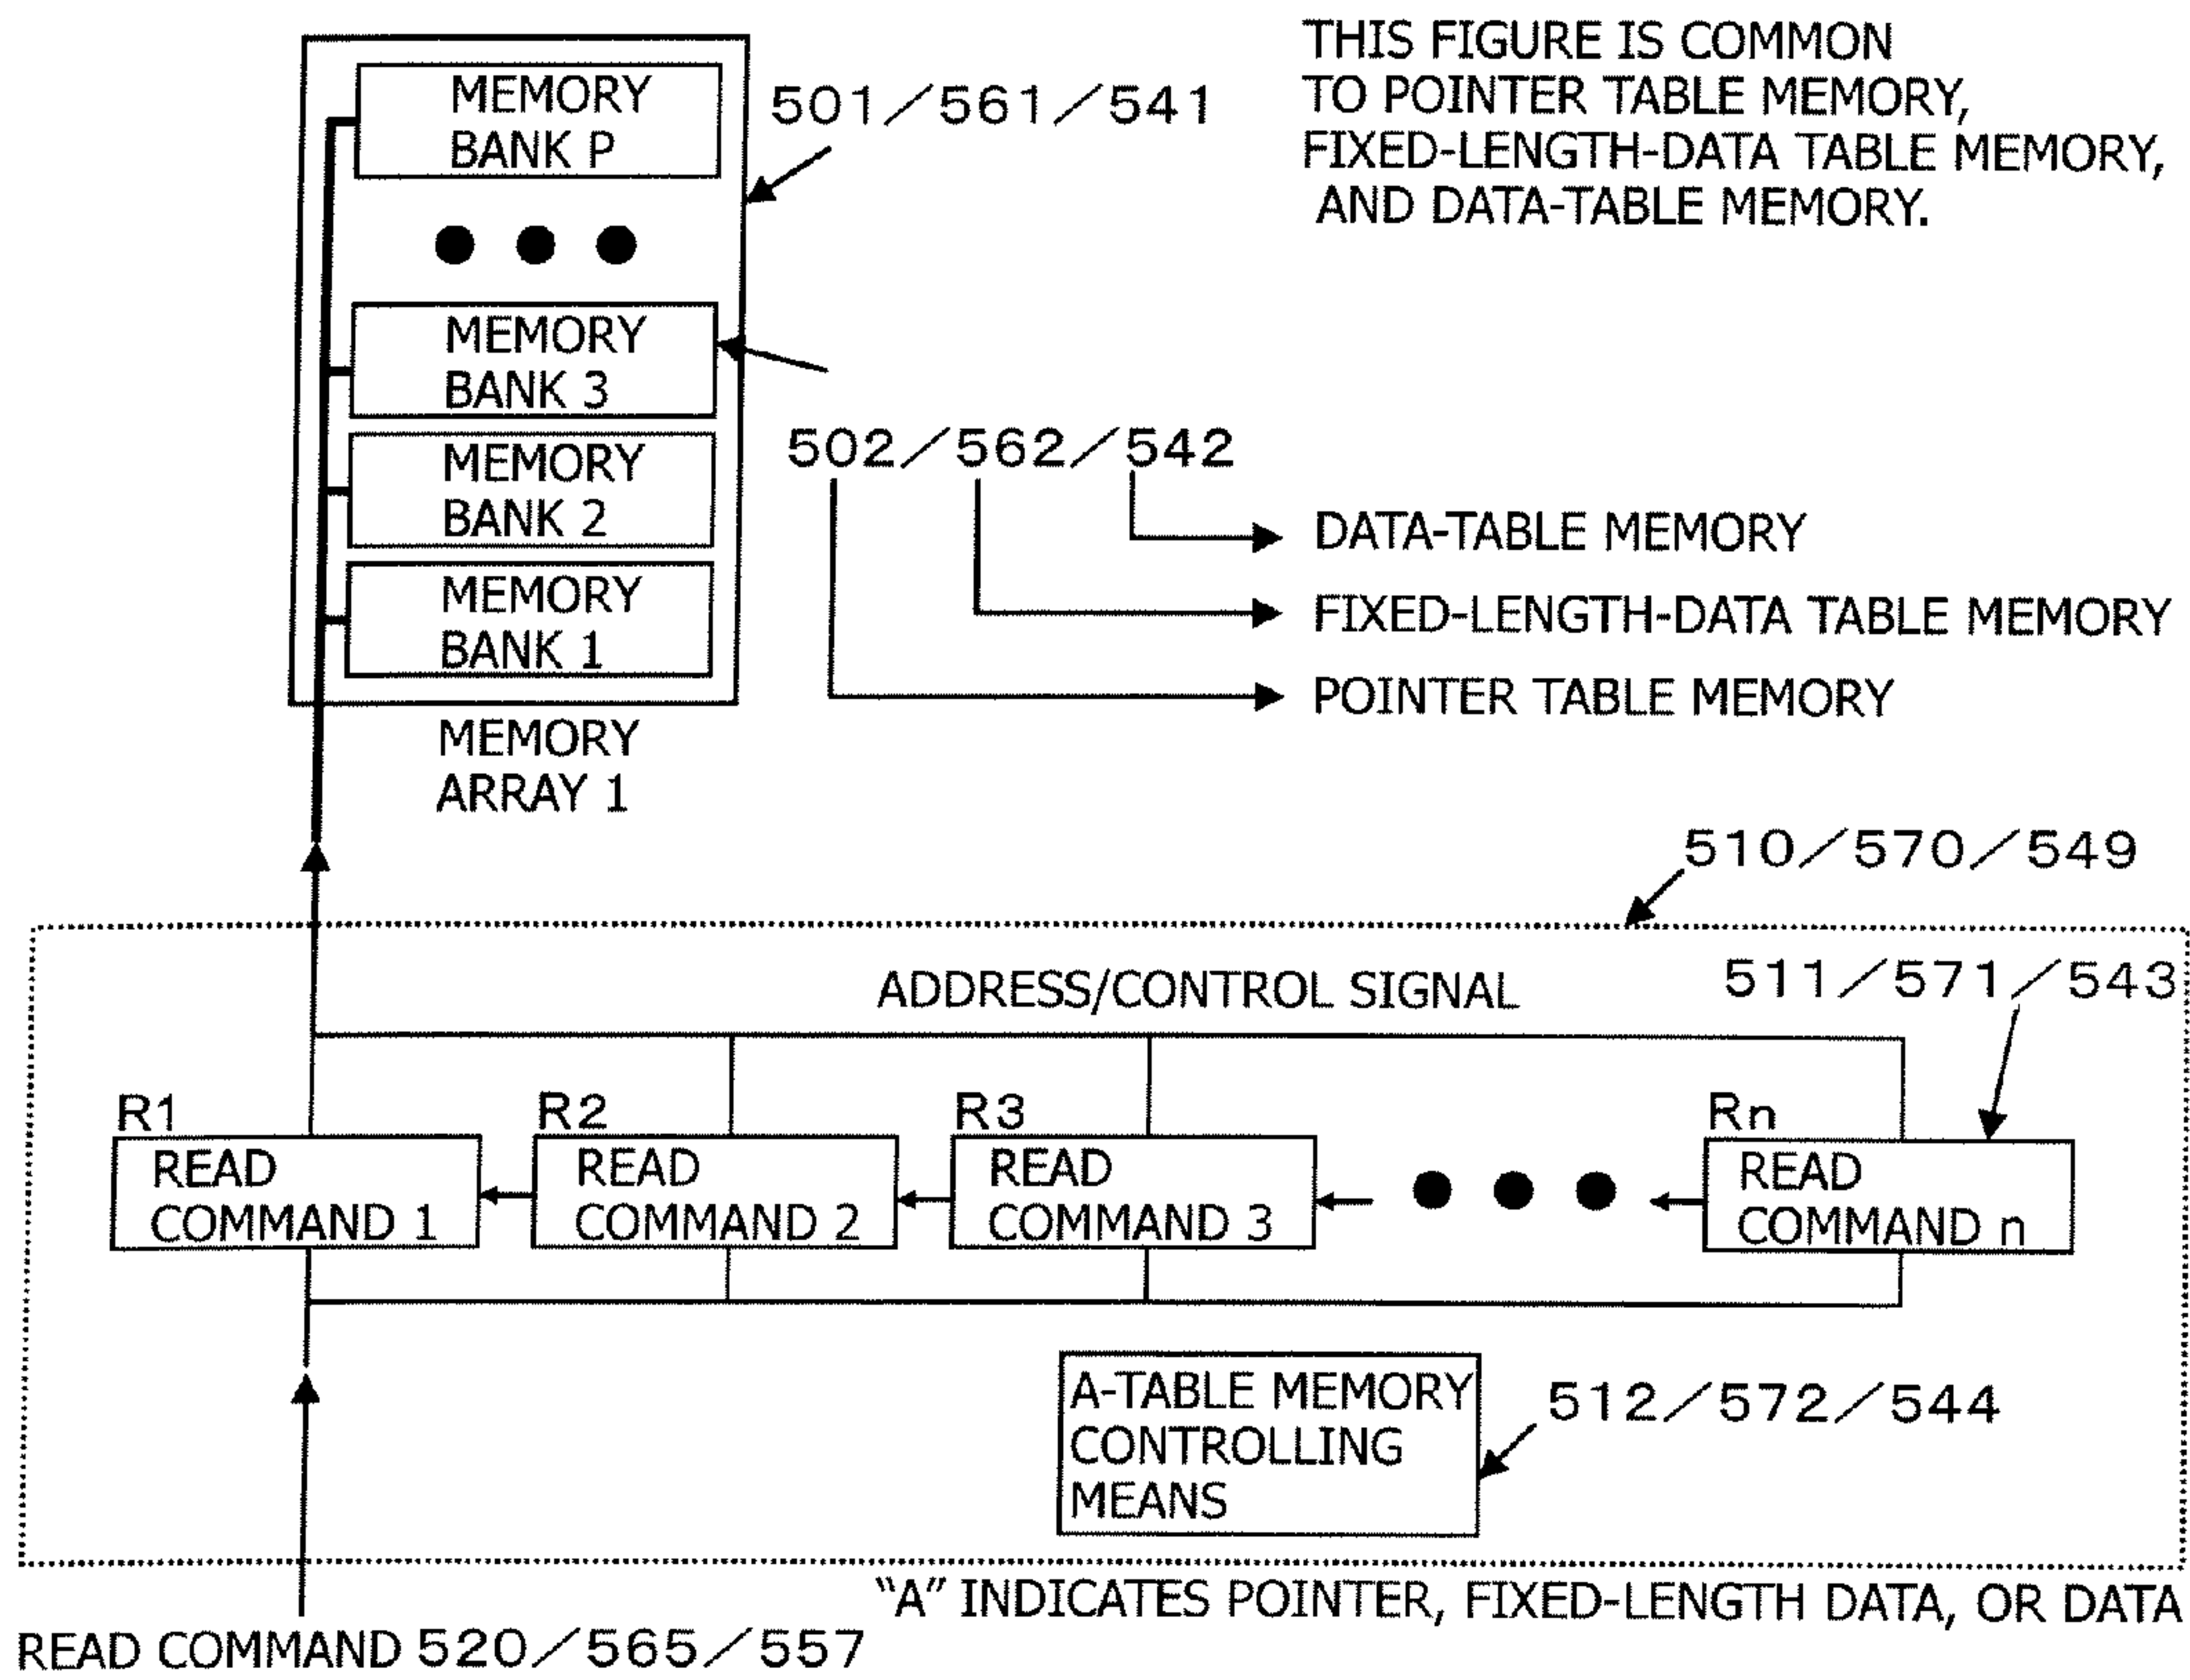 THIS FIGURE IS COMMON
TO POINTER TABLE MEMORY,
FIXED-LENGTH-DATA TABLE MEMORY,
AND DATA-TABLE MEMORY.
MEMORY
BANK P
501/561/541
MEMORY
BANK 3
502/562/542
MEMORY
BANK 2
DATA-TABLE MEMORY
MEMORY
BANK 1
FIXED-LENGTH-DATA TABLE MEMORY
POINTER TABLE MEMORY
MEMORY
ARRAY 1
510/570/549
ADDRESS/CONTROL SIGNAL
511/571/543
R1
R2
R3
Rn
READ
COMMAND 1
READ
COMMAND 2
READ
COMMAND 3
READ
COMMAND n
A-TABLE MEMORY
CONTROLLING
MEANS
512/572/544
“A” INDICATES POINTER, FIXED-LENGTH DATA, OR DATA
READ COMMAND 520/565/557